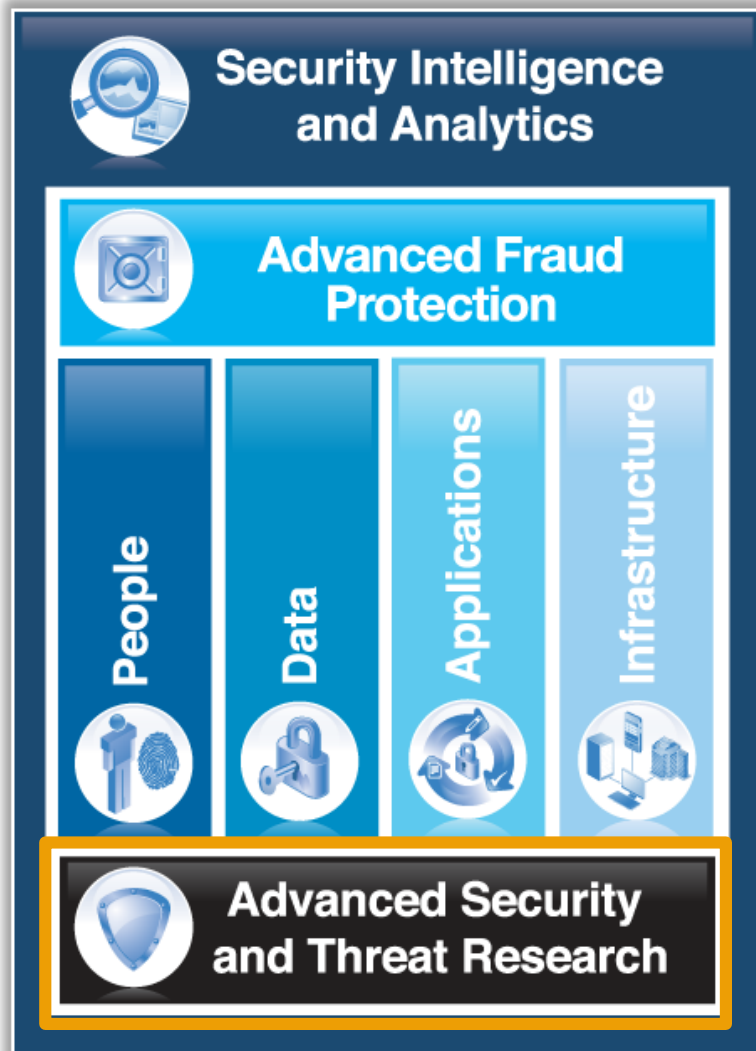 Security Intelligence
and Analytics
Advanced Fraud
Protection
People
Data
Applications
Infrastructure
Advanced Security
and Threat Research